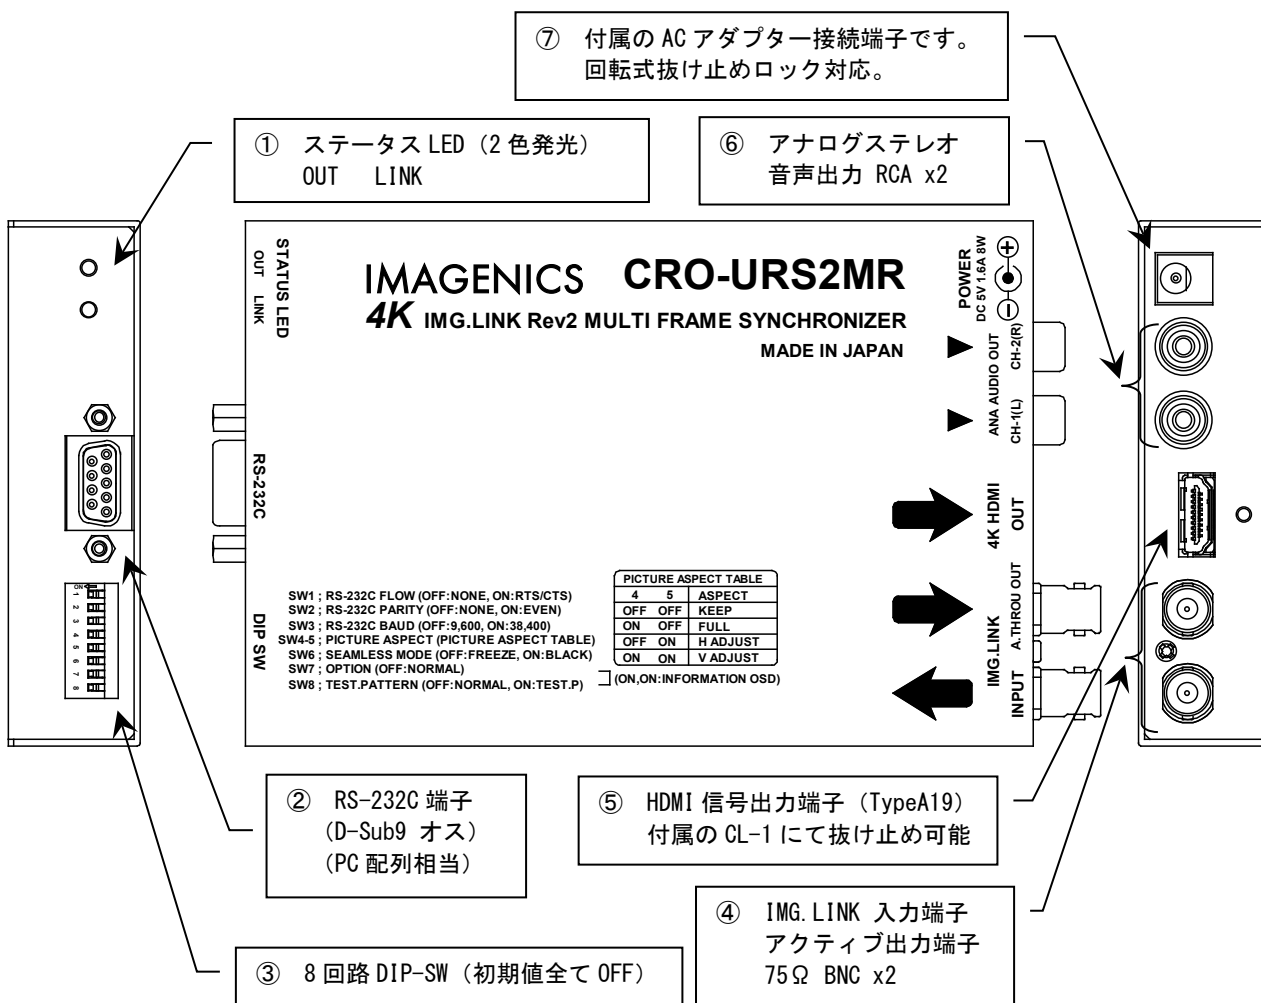 ⑦ 付属の AC アダプター接続端子です。
回転式抜け止めロック対応。
① ステータス LED（2 色発光）
OUT LINK
⑥ アナログステレオ
音声出力 RCA x2
STATUS LED
OUT LINK
IMAGENICS CRO-URS2MR
4K IMG.LINK Rev2 MULTI FRAME SYNCHRONIZER
MADE IN JAPAN
POWER
DC 5V 1.6A 8W
ANA AUDIO OUT
CH-2(R)
CH-1(L)
RS-232C
4K HDMI
OUT
DIP SW
SW1 ; RS-232C FLOW (OFF:NONE, ON:RTS/CTS)
SW2 ; RS-232C PARITY (OFF:NONE, ON:EVEN)
SW3 ; RS-232C BAUD (OFF:9,600, ON:38,400)
SW4-5 ; PICTURE ASPECT (PICTURE ASPECT TABLE)
SW6 ; SEAMLESS MODE (OFF:FREEZE, ON:BLACK)
SW7 ; OPTION (OFF:NORMAL)
SW8 ; TEST.PATTERN (OFF:NORMAL, ON:TEST.P)
(ON,ON:INFORMATION OSD)
PICTURE ASPECT TABLE
4 5 ASPECT
OFF OFF KEEP
ON OFF FULL
OFF ON H ADJUST
ON ON V ADJUST
IMG.LINK
A.THROU OUT
INPUT
ON
1
2
3
4
5
6
7
8
② RS-232C 端子
（D-Sub9 オス）
（PC 配列相当）
⑤ HDMI 信号出力端子（TypeA19）
付属の CL-1 にて抜け止め可能
③ 8 回路 DIP-SW（初期値全て OFF）
④ IMG.LINK 入力端子
アクティブ出力端子
75Ω BNC x2